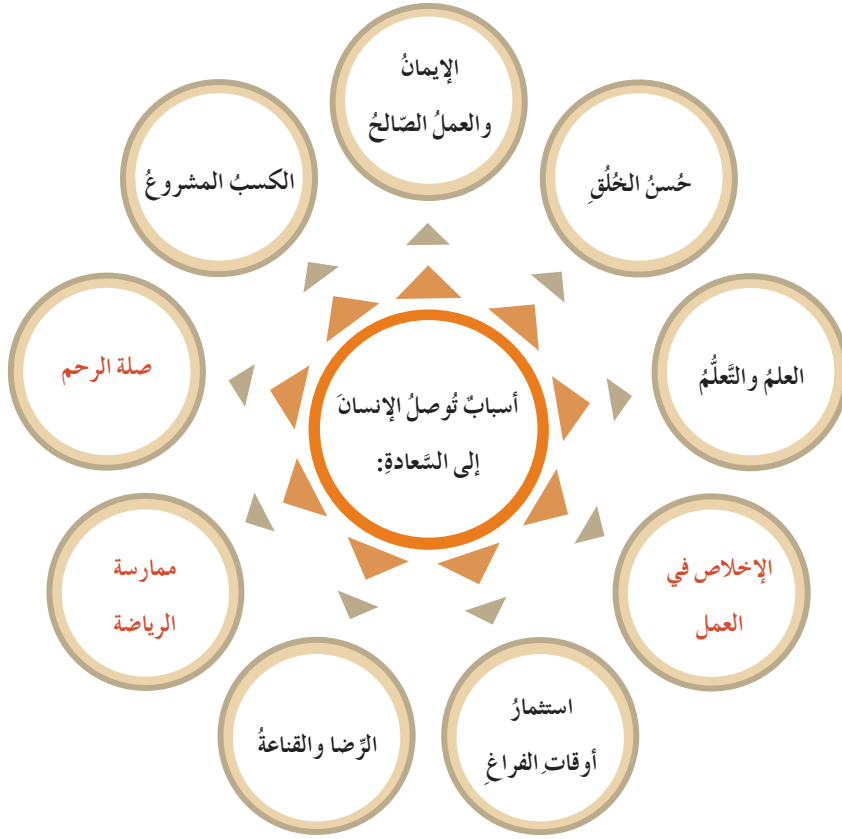 أسبابٌ تُوصلُ الإنسانَ
إلى السَّعادةِ:
الإيمانُ
والعملُ الصّالحُ
حُسنُ الخُلُقِ
العلمُ والتَّعلُّمُ
الإخلاص في
العمل
استثمارُ
أوقاتِ الفراغِ
الرِّضا والقناعةُ
ممارسة
الرياضة
صلة الرحم
الكسبُ المشروعُ